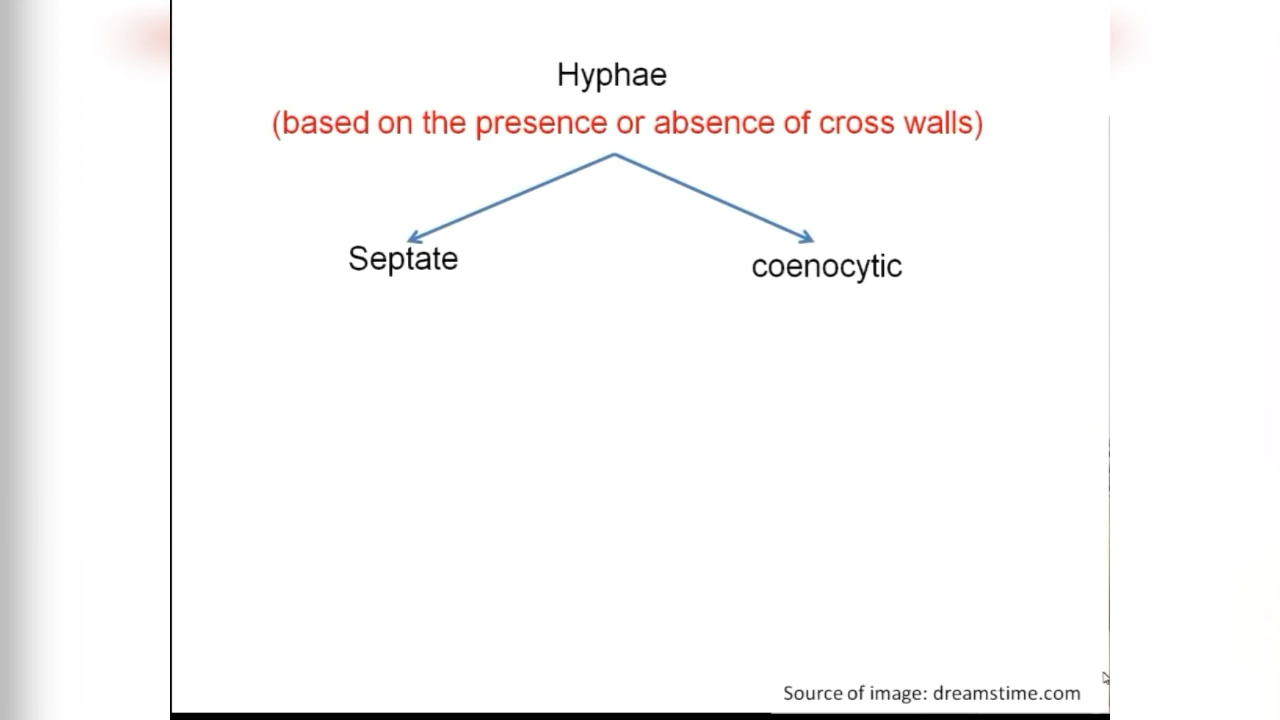 Hyphae
(based on the presence or absence of cross walls)
Septate
coenocytic
Source of image: dreamstime.com